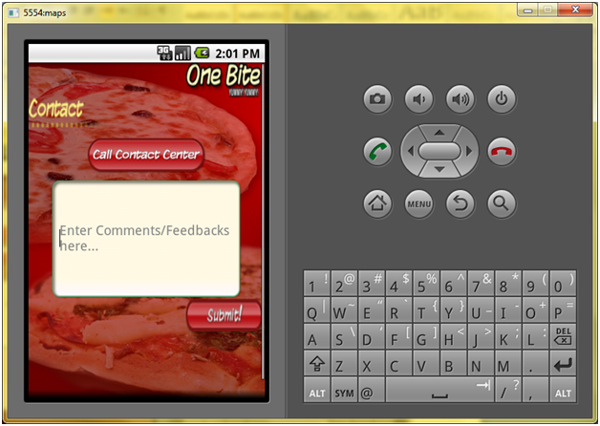 5554:maps
3G
2:01 PM
One Bite
YUMMY YUMMY
Contact
Call Contact Center
Enter Comments/Feedbacks
here...
Submit!
MENU
1 ! 2 @ 3 # 4 $ 5 % 6 ^ 7 & 8 * 9 ( 0 )
Q | W ~ E " R ` T { Y } U _ I - O + P =
A S \ D ' F [ G ] H < J > K ; L : DEL
Z X C V B N M .
ALT SYM @ / ? , ALT